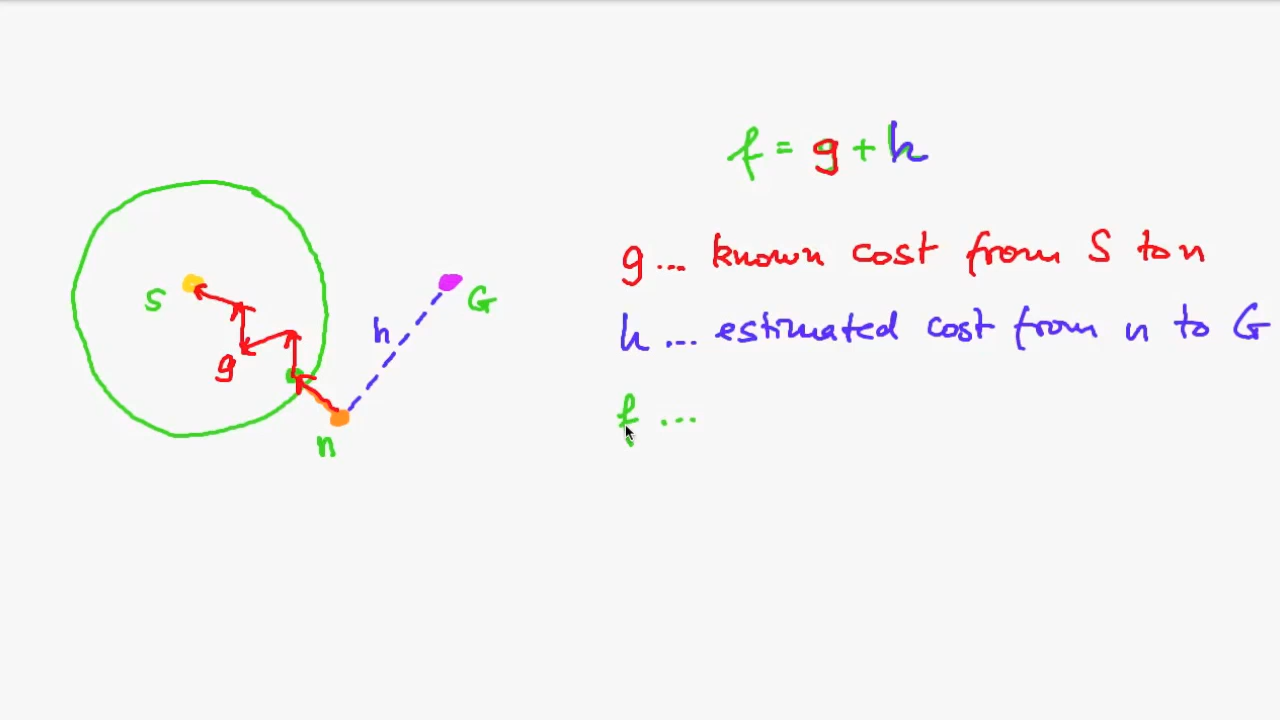 f = g + h
g... known cost from S to n
h ... estimated cost from n to G
f ...
S
g
n
h
G